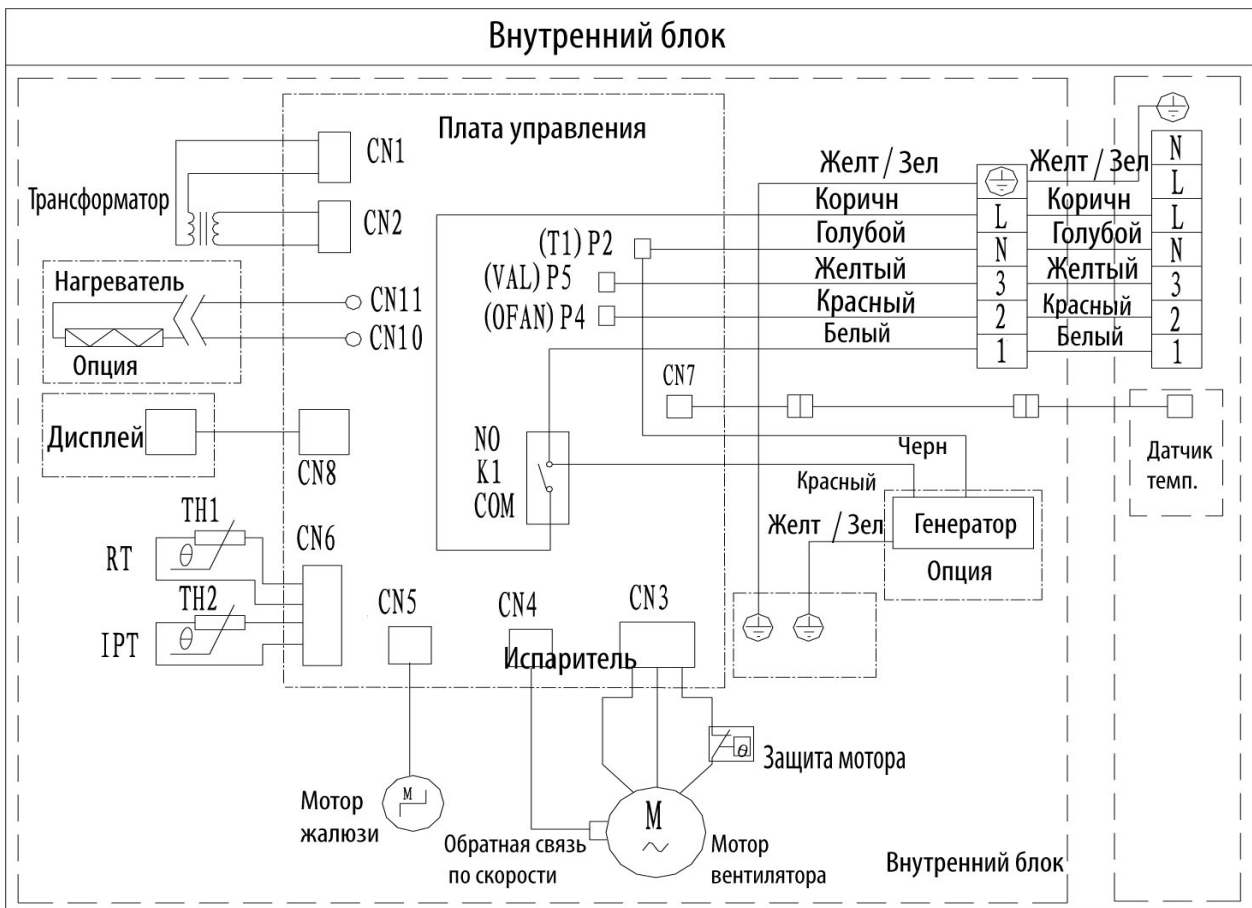 Внутренний блок
Плата управления
CN1
CN2
Трансформатор
Нагреватель
Опция
CN11
CN10
Дисплей
CN8
TH1
RT
CN6
TH2
IPT
CN5
CN4
CN3
Испаритель
(T1) P2
(VAL) P5
(OFAN) P4
Желт / Зел
Коричн
Голубой
Желтый
Красный
Белый
L
N
3
2
1
Желт / Зел
Коричн
Голубой
Желтый
Красный
Белый
N
L
L
N
3
2
1
CN7
NO
K1
COM
Черн
Красный
Желт / Зел
Генератор
Опция
Датчик
темп.
θ
θ
θ
Защита мотора
M
Мотор
жалюзи
Обратная связь
по скорости
M
Мотор
вентилятора
Внутренний блок